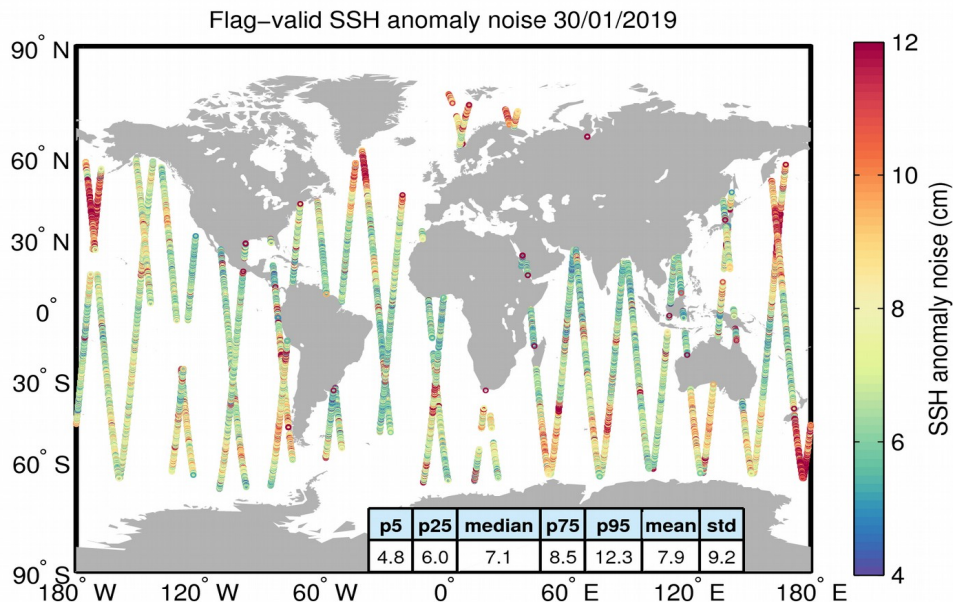 Flag−valid SSH anomaly noise 30/01/2019
90° N
60° N
30° N
0°
30° S
60° S
90° S
180° W
120° W
60° W
0°
60° E
120° E
180° E
p5 p25 median p75 p95 mean std
4.8 6.0 7.1 8.5 12.3 7.9 9.2
12
10
8
6
4
SSH anomaly noise (cm)